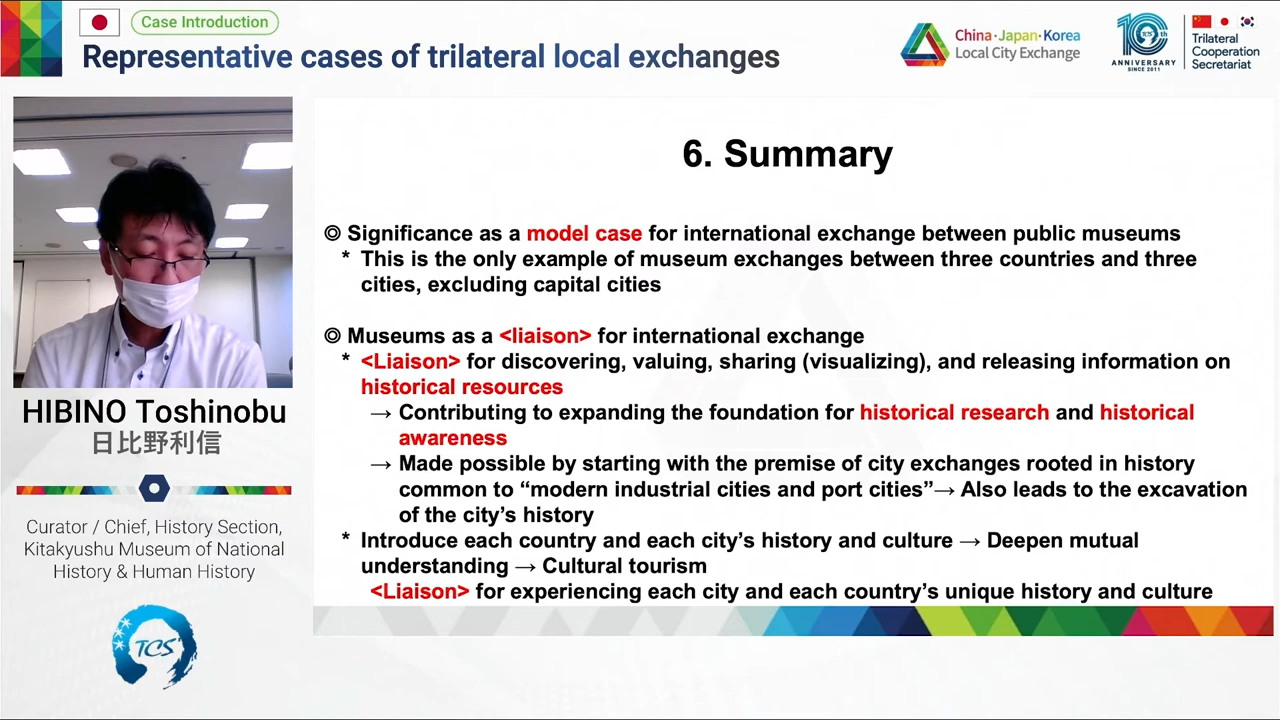 Case Introduction
Representative cases of trilateral local exchanges
China·Japan·Korea
Local City Exchange
10th
TCS
ANNIVERSARY
SINCE 2011
Trilateral
Cooperation
Secretariat
6. Summary
◎ Significance as a model case for international exchange between public museums
* This is the only example of museum exchanges between three countries and three
cities, excluding capital cities
◎ Museums as a <liaison> for international exchange
* <Liaison> for discovering, valuing, sharing (visualizing), and releasing information on
historical resources
→ Contributing to expanding the foundation for historical research and historical
awareness
→ Made possible by starting with the premise of city exchanges rooted in history
common to “modern industrial cities and port cities”→ Also leads to the excavation
of the city’s history
* Introduce each country and each city’s history and culture → Deepen mutual
understanding → Cultural tourism
<Liaison> for experiencing each city and each country’s unique history and culture
HIBINO Toshinobu
日比野利信
Curator / Chief, History Section,
Kitakyushu Museum of National
History & Human History
TCS